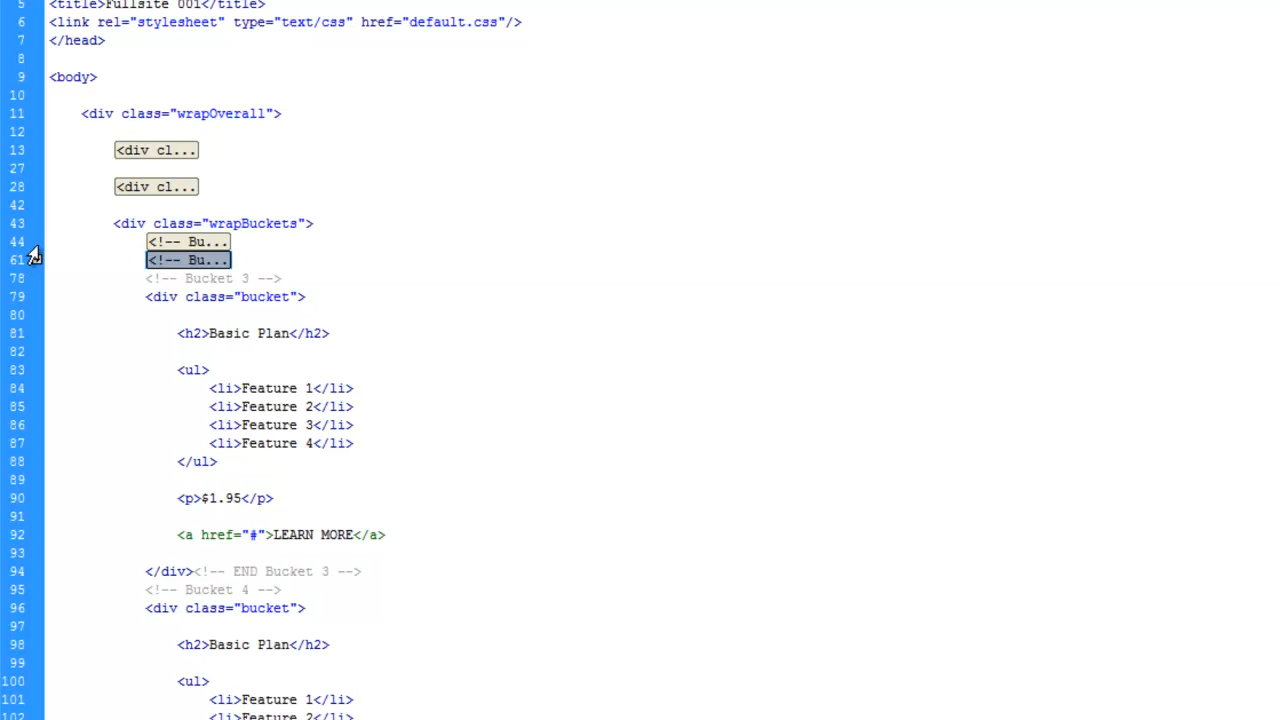 5 <title>Fullsite 001</title>
6 <link rel="stylesheet" type="text/css" href="default.css"/>
7 </head>
8
9 <body>
10
11 <div class="wrapOverall">
12
13 <div cl...
27
28 <div cl...
42
43 <div class="wrapBuckets">
44 <!-- Bu...
61 <!-- Bu...
78 <!-- Bucket 3 -->
79 <div class="bucket">
80
81 <h2>Basic Plan</h2>
82
83 <ul>
84 <li>Feature 1</li>
85 <li>Feature 2</li>
86 <li>Feature 3</li>
87 <li>Feature 4</li>
88 </ul>
89
90 <p>$1.95</p>
91
92 <a href="#">LEARN MORE</a>
93
94 </div><!-- END Bucket 3 -->
95 <!-- Bucket 4 -->
96 <div class="bucket">
97
98 <h2>Basic Plan</h2>
99
100 <ul>
101 <li>Feature 1</li>
102 <li>Feature 2</li>